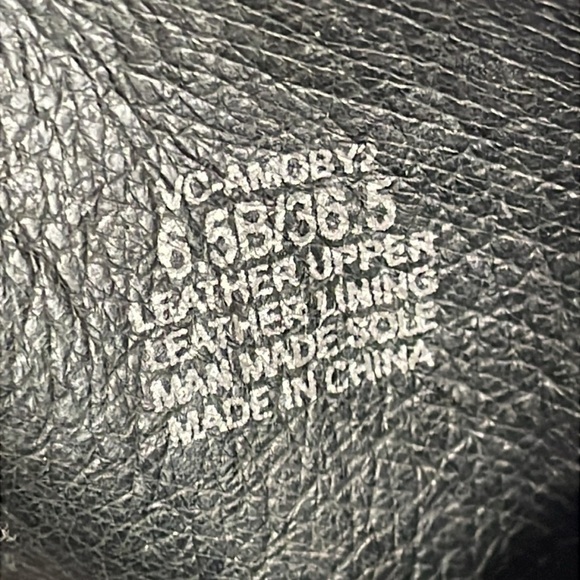 VC-AMOBY2
6.5B/36.5
LEATHER UPPER
LEATHER LINING
MAN MADE SOLE
MADE IN CHINA